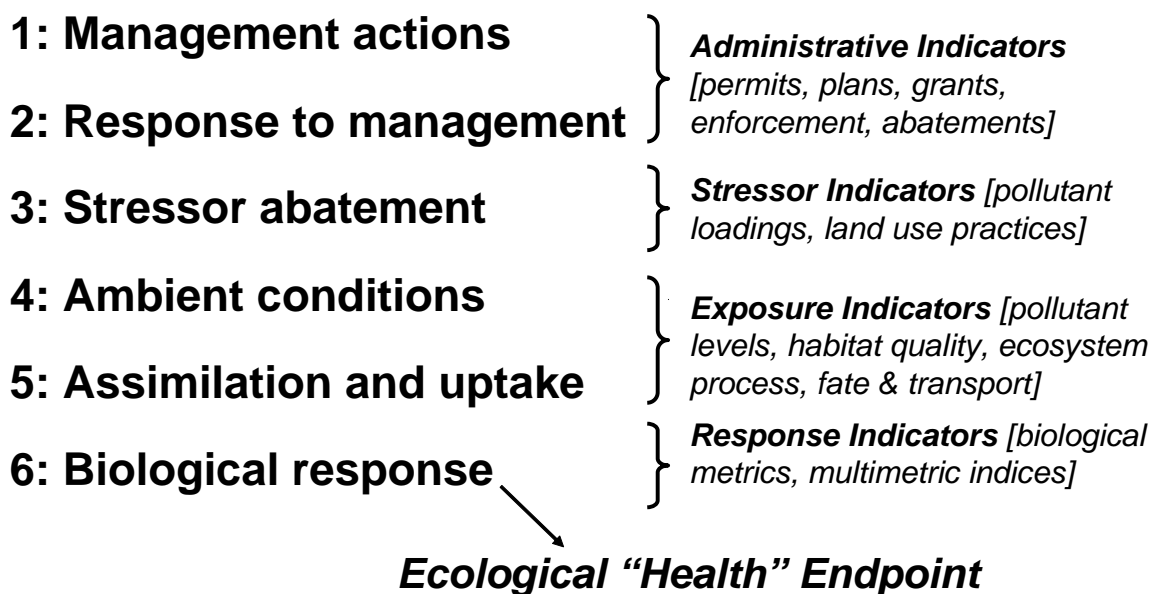 1: Management actions
2: Response to management
Administrative Indicators
[permits, plans, grants,
enforcement, abatements]
3: Stressor abatement
Stressor Indicators [pollutant
loadings, land use practices]
4: Ambient conditions
5: Assimilation and uptake
Exposure Indicators [pollutant
levels, habitat quality, ecosystem
process, fate & transport]
6: Biological response
Response Indicators [biological
metrics, multimetric indices]
Ecological “Health” Endpoint